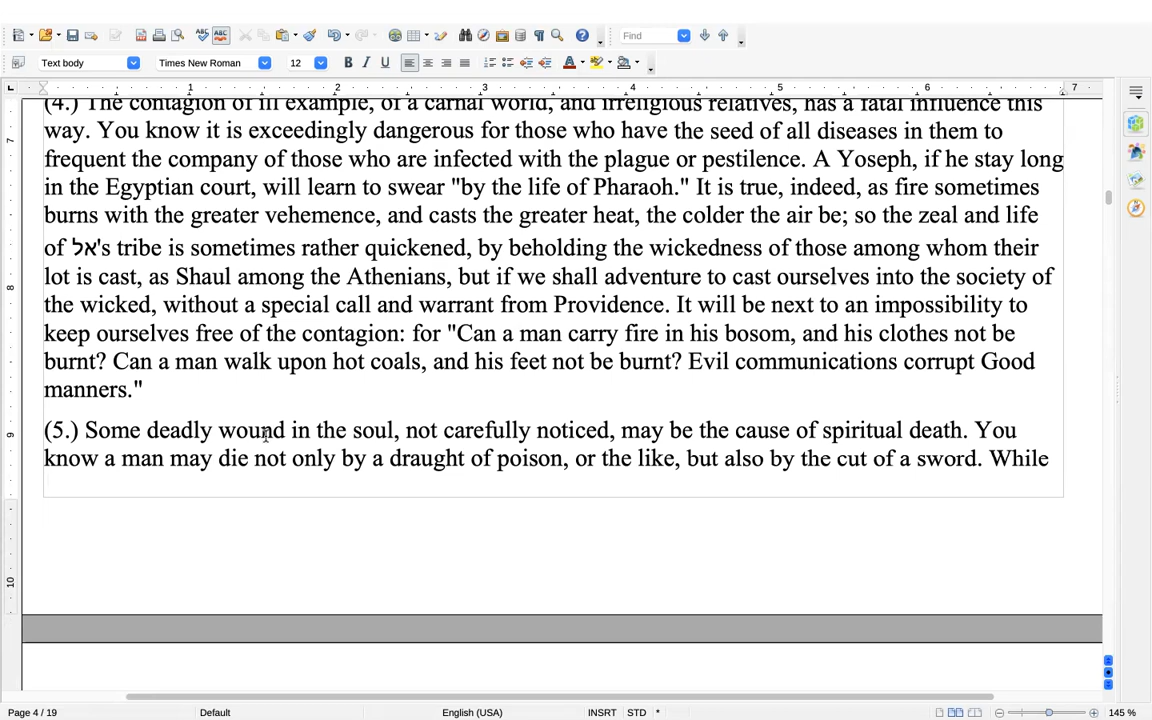 Find
Text body Times New Roman 12 B I U A
1 2 3 4 5 6 7
(4.) The contagion of ill example, of a carnal world, and irreligious relatives, has a fatal influence this
way. You know it is exceedingly dangerous for those who have the seed of all diseases in them to
frequent the company of those who are infected with the plague or pestilence. A Yoseph, if he stay long
in the Egyptian court, will learn to swear "by the life of Pharaoh." It is true, indeed, as fire sometimes
burns with the greater vehemence, and casts the greater heat, the colder the air be; so the zeal and life
of אל's tribe is sometimes rather quickened, by beholding the wickedness of those among whom their
lot is cast, as Shaul among the Athenians, but if we shall adventure to cast ourselves into the society of
the wicked, without a special call and warrant from Providence. It will be next to an impossibility to
keep ourselves free of the contagion: for "Can a man carry fire in his bosom, and his clothes not be
burnt? Can a man walk upon hot coals, and his feet not be burnt? Evil communications corrupt Good
manners."
(5.) Some deadly wound in the soul, not carefully noticed, may be the cause of spiritual death. You
know a man may die not only by a draught of poison, or the like, but also by the cut of a sword. While
7
8
9
10
Page 4 / 19 Default English (USA) INSRT STD * 145 %